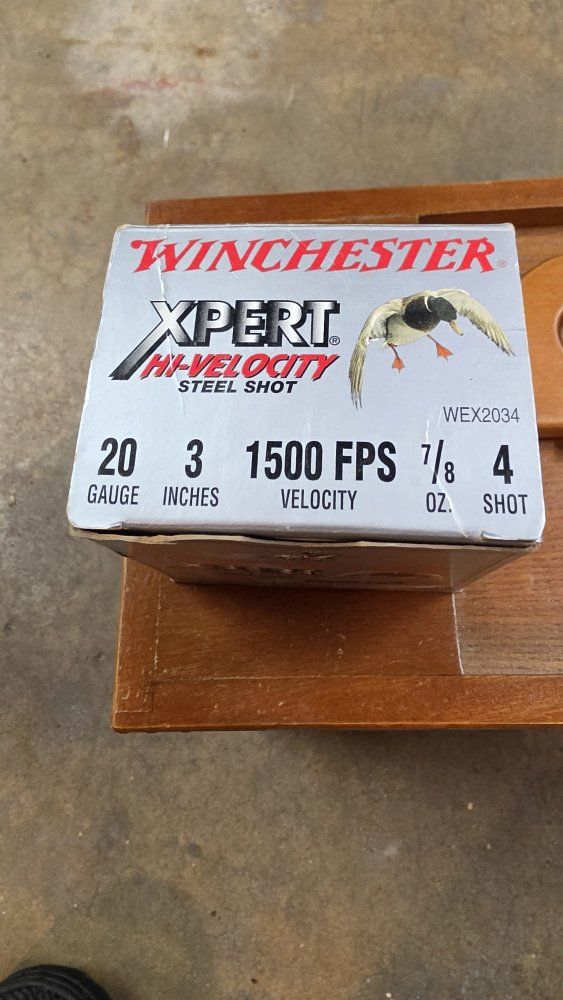 WINCHESTER®
XPERT®
HI-VELOCITY
STEEL SHOT
WEX2034
20 3 1500 FPS 7/8 4
GAUGE INCHES VELOCITY OZ. SHOT
XPERT